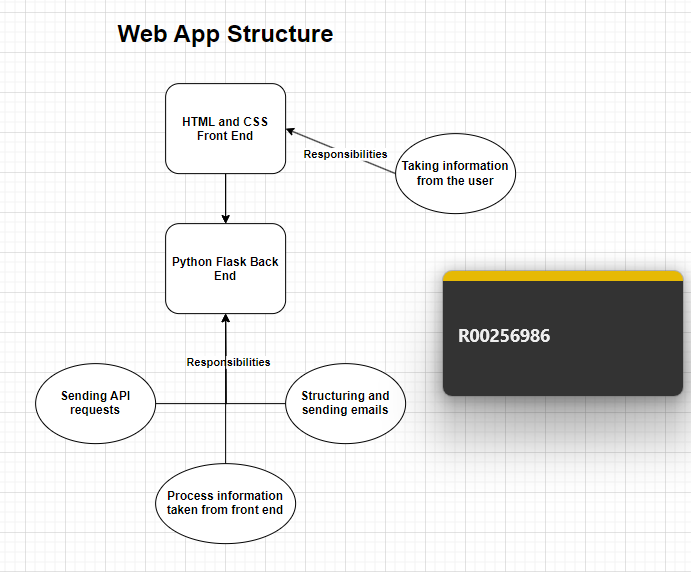 Web App Structure
HTML and CSS
Front End
Responsibilities
Taking information
from the user
Python Flask Back
End
R00256986
Responsibilities
Sending API
requests
Structuring and
sending emails
Process information
taken from front end